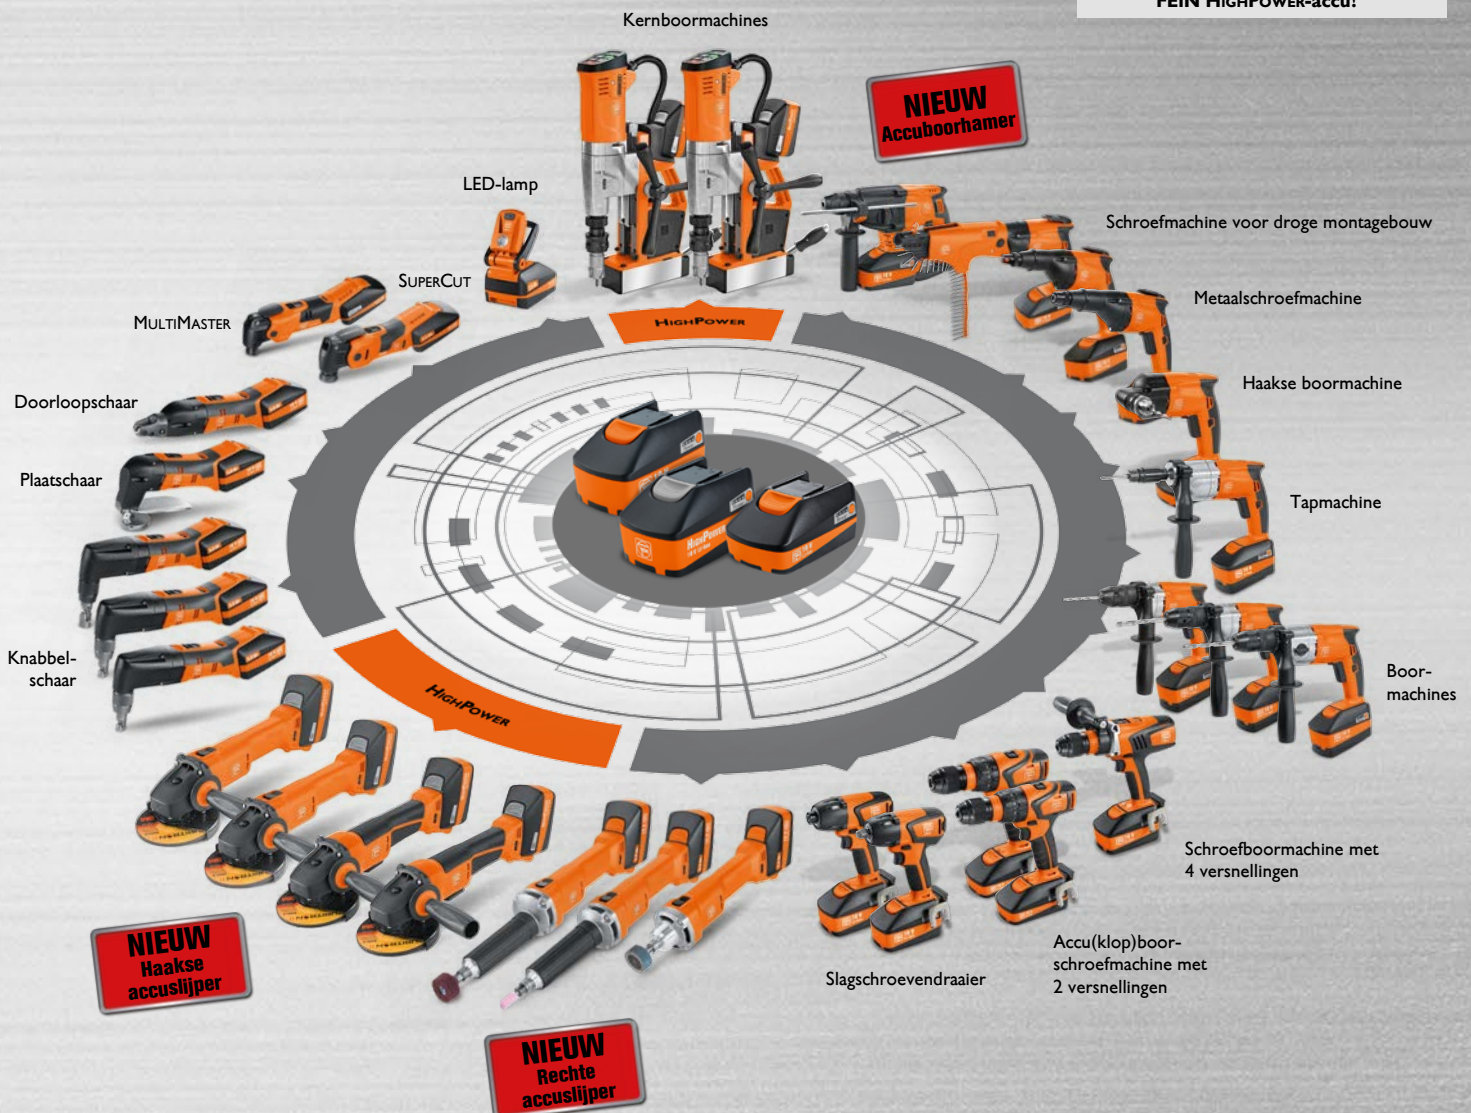 FEIN HIGHPOWER-accu!
Kernboormachines
NIEUW
Accuboorhamer
LED-lamp
Schroefmachine voor droge montagebouw
SUPERCUT
Metaalschroefmachine
MULTIMASTER
HIGHPOWER
Haakse boormachine
Doorloopschaar
Plaatschaar
Tapmachine
HIGHPOWER
Knabbel-
schaar
Boor-
machines
HIGHPOWER
Schroefboormachine met
4 versnellingen
Accu(klop)boor-
schroefmachine met
2 versnellingen
Slagschroevendraaier
NIEUW
Haakse
accuslijper
NIEUW
Rechte
accuslijper